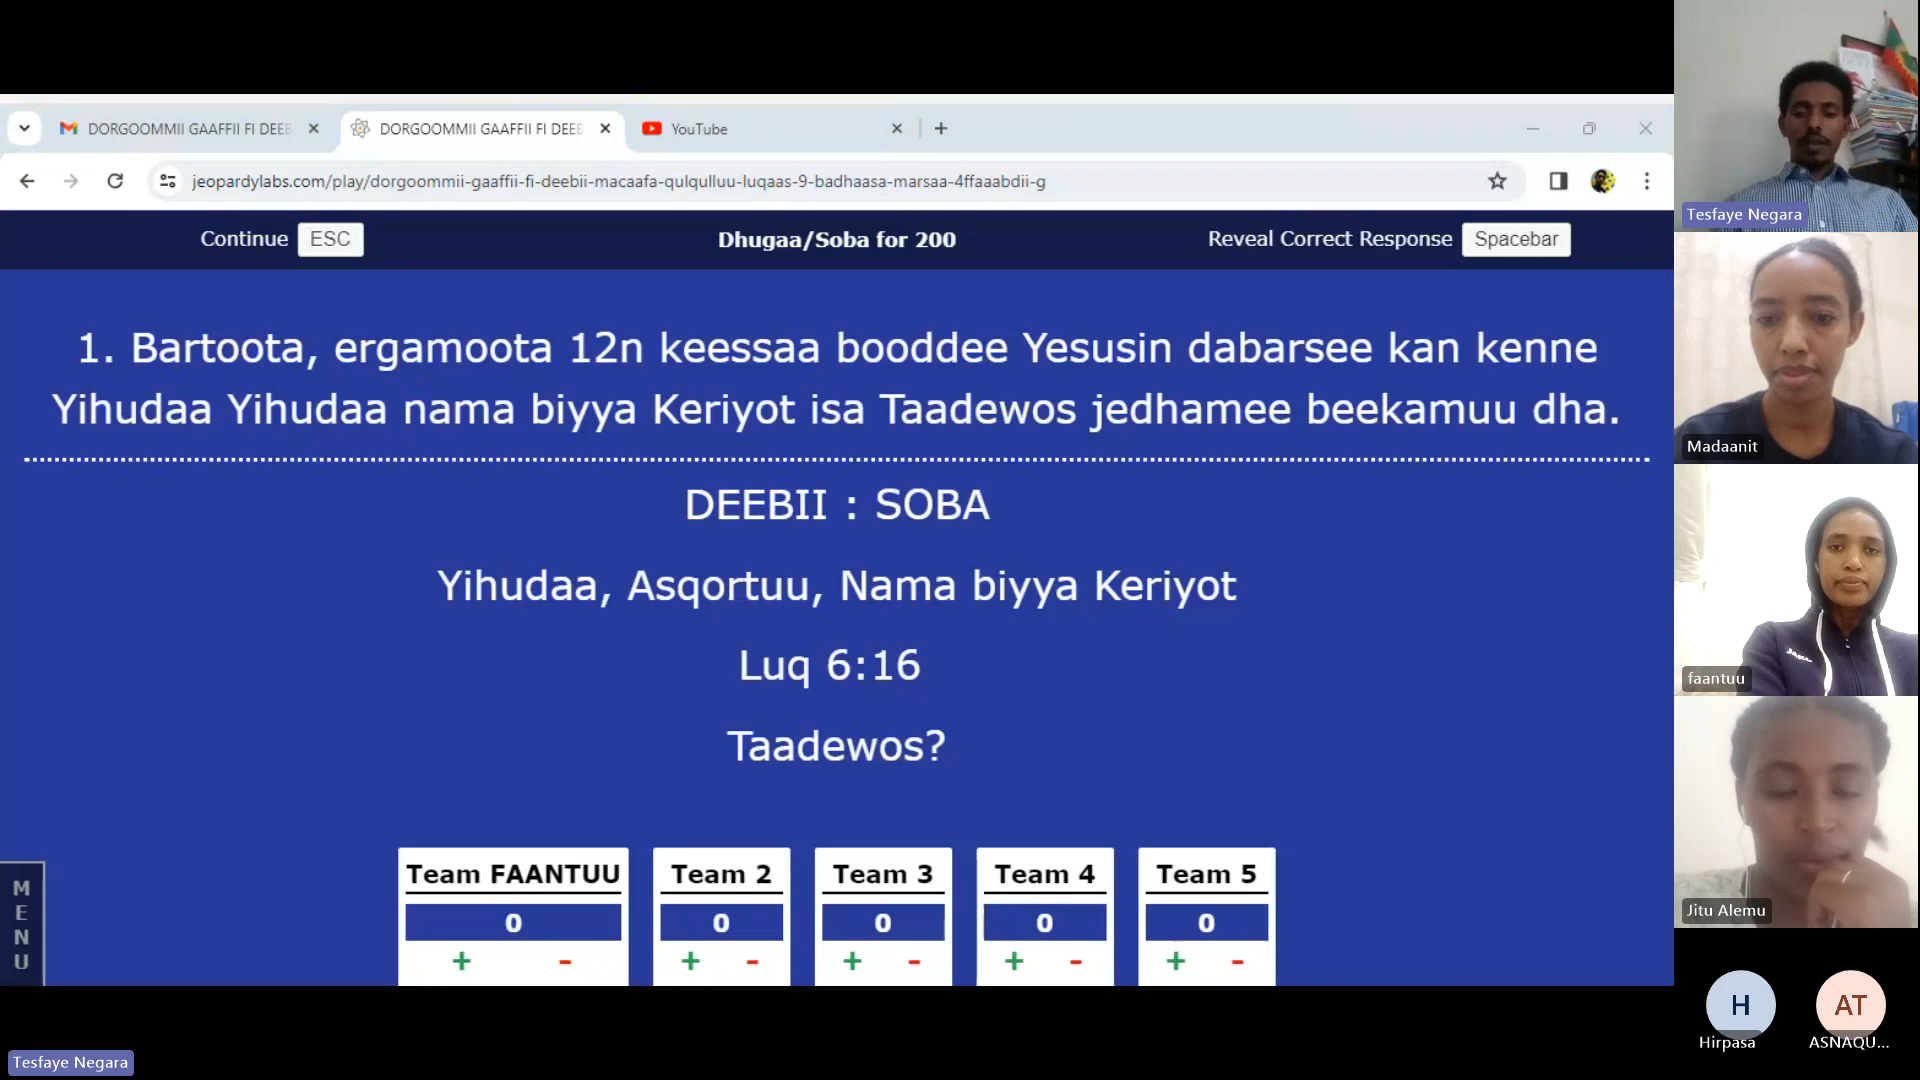 DORGOOMMII GAAFFII FI DEEB
DORGOOMMII GAAFFII FI DEEB
YouTube
jeopardylabs.com/play/dorgoommii-gaaffii-fi-deebii-macaafa-qulqulluu-luqaas-9-badhaasa-marsaa-4ffaaabdii-g
Continue ESC
Dhugaa/Soba for 200
Reveal Correct Response Spacebar
1. Bartoota, ergamoota 12n keessaa booddee Yesusin dabarsee kan kenne
Yihudaa Yihudaa nama biyya Keriyot isa Taadewos jedhamee beekamuu dha.
DEEBII : SOBA
Yihudaa, Asqortuu, Nama biyya Keriyot
Luq 6:16
Taadewos?
MENU
Team FAANTUU Team 2 Team 3 Team 4 Team 5
0 0 0 0 0
+ - + - + - + - + -
Tesfaye Negara
Tesfaye Negara
Madaanit
faantuu
JAKO
Jitu Alemu
H AT
Hirpasa ASNAQU...